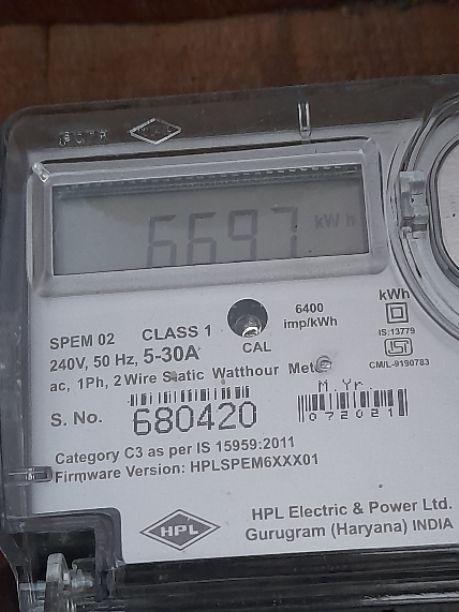 6697 kWh
6400
imp/kWh
kWh
IS:13779
CM/L-9190783
SPEM 02 CLASS 1
CAL
240V, 50 Hz, 5-30A
ac, 1Ph, 2 Wire Static Watthour Meter
M.Yr.
072021
S. No. 680420
Category C3 as per IS 15959:2011
Firmware Version: HPLSPEM6XXX01
HPL
HPL Electric & Power Ltd.
Gurugram (Haryana) INDIA